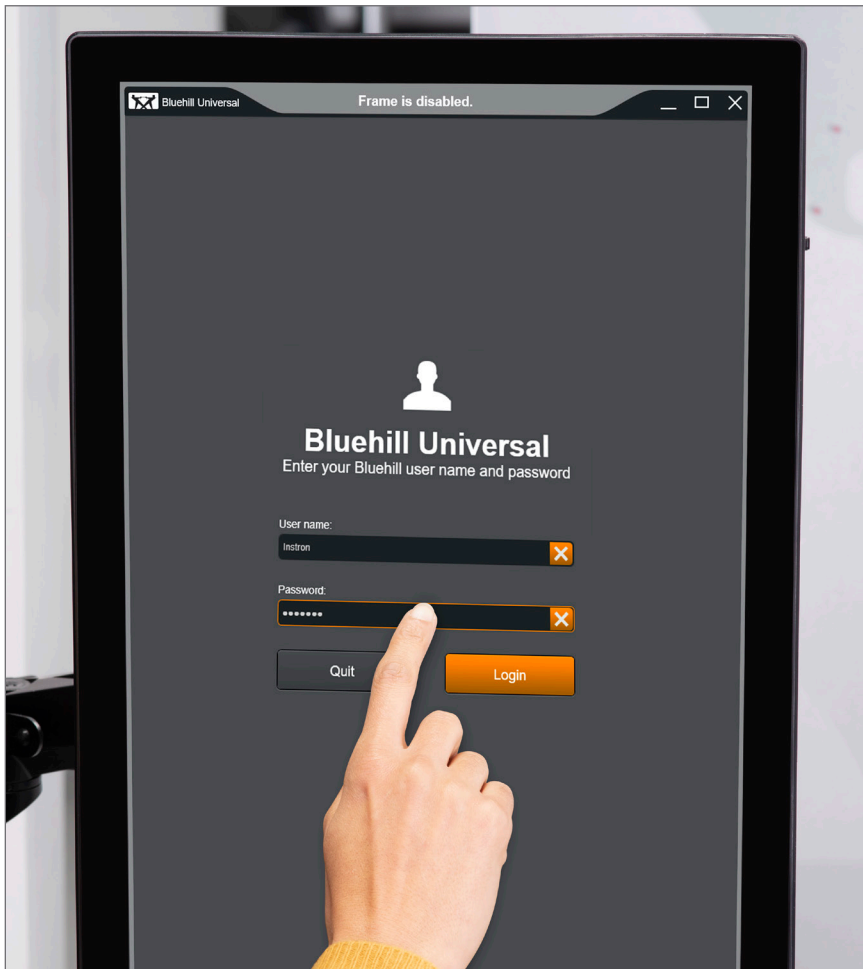 Bluehill Universal
Frame is disabled.
Bluehill Universal
Enter your Bluehill user name and password
User name:
Instron
Password:
•••••••
Quit
Login